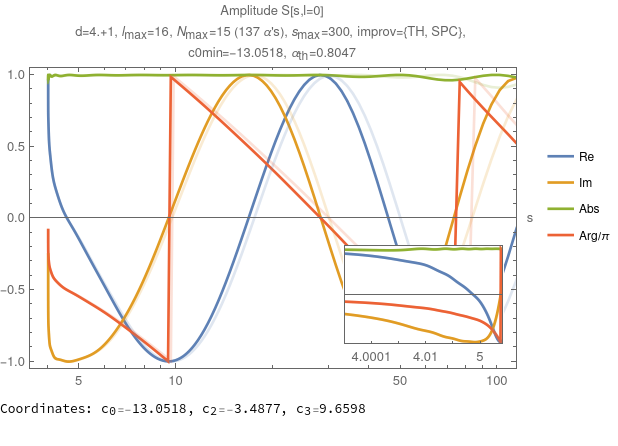 Amplitude S[s,l=0]
d=4.+1, lmax=16, Nmax=15 (137 α's), smax=300, improv={TH, SPC},
c0min=−13.0518, αth=0.8047
1.0
0.5
0.0
−0.5
−1.0
s
Re
Im
Abs
Arg/π
4.0001 4.01 5
5 10 50 100
Coordinates: c0=−13.0518, c2=−3.4877, c3=9.6598